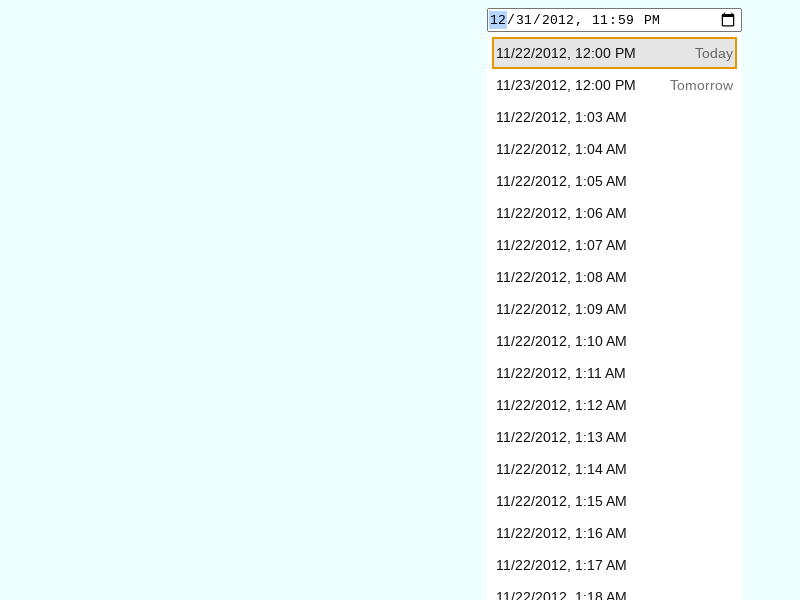 12/31/2012, 11:59 PM
11/22/2012, 12:00 PM Today
11/23/2012, 12:00 PM Tomorrow
11/22/2012, 1:03 AM
11/22/2012, 1:04 AM
11/22/2012, 1:05 AM
11/22/2012, 1:06 AM
11/22/2012, 1:07 AM
11/22/2012, 1:08 AM
11/22/2012, 1:09 AM
11/22/2012, 1:10 AM
11/22/2012, 1:11 AM
11/22/2012, 1:12 AM
11/22/2012, 1:13 AM
11/22/2012, 1:14 AM
11/22/2012, 1:15 AM
11/22/2012, 1:16 AM
11/22/2012, 1:17 AM
11/22/2012, 1:18 AM